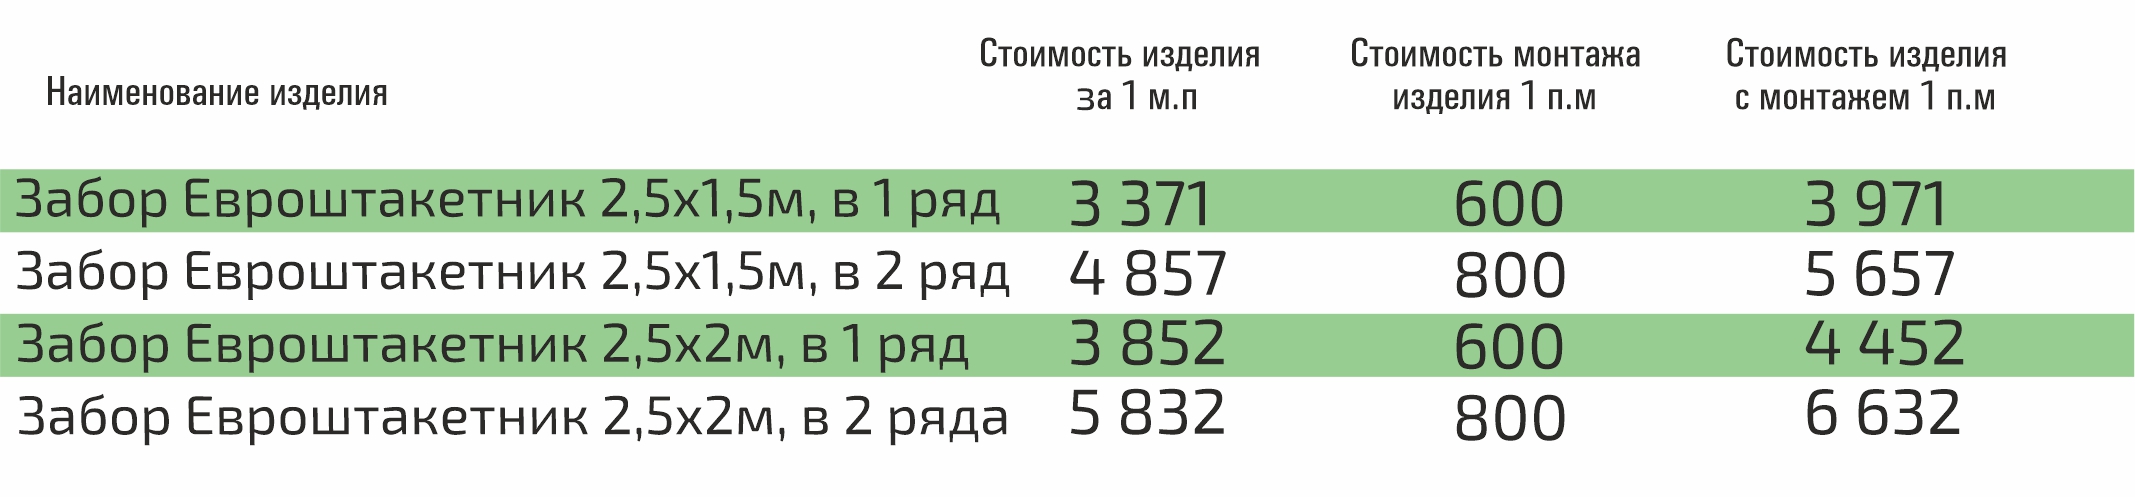 Наименование изделия
Стоимость изделия
за 1 м.п
Стоимость монтажа
изделия 1 п.м
Стоимость изделия
с монтажем 1 п.м
Забор Евроштакетник 2,5х1,5м, в 1 ряд 3 371 600 3 971
Забор Евроштакетник 2,5х1,5м, в 2 ряд 4 857 800 5 657
Забор Евроштакетник 2,5х2м, в 1 ряд 3 852 600 4 452
Забор Евроштакетник 2,5х2м, в 2 ряда 5 832 800 6 632